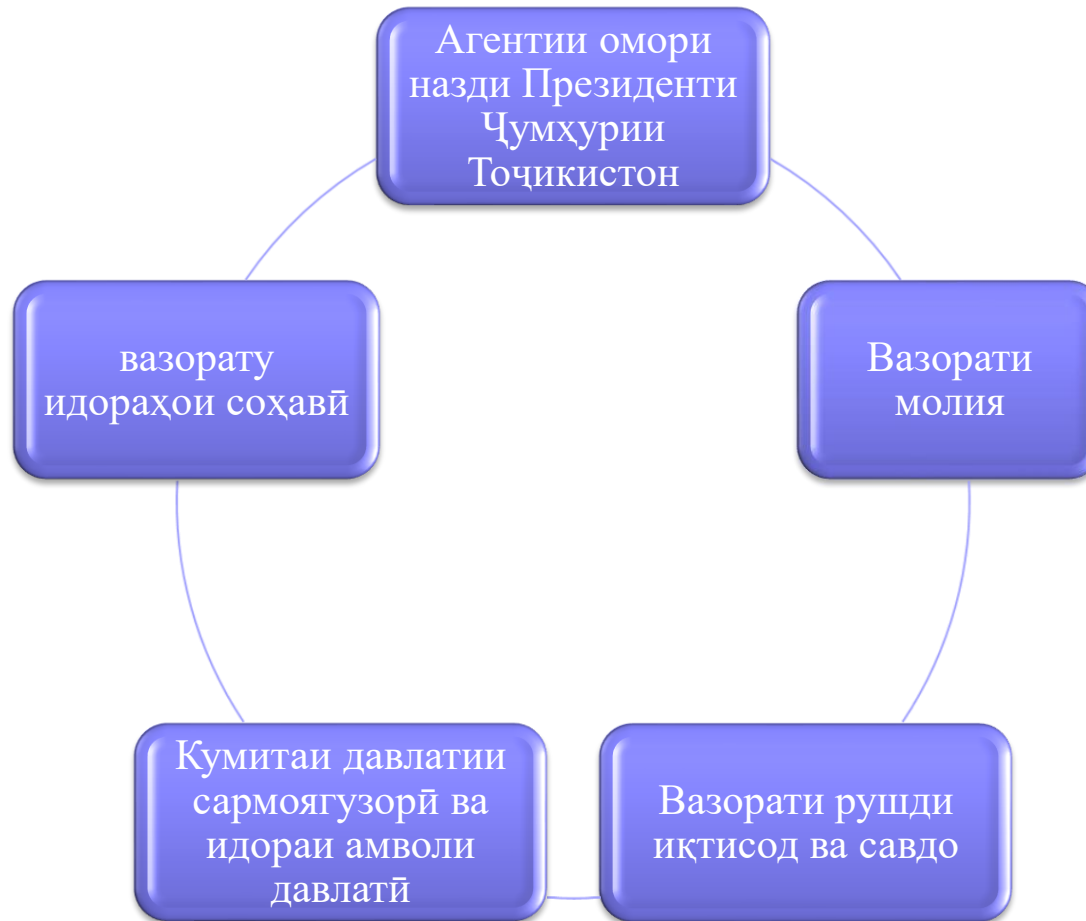 Агентии омори
назди Президенти
Ҷумҳурии
Тоҷикистон
вазорату
идораҳои соҳавӣ
Вазорати
молия
Кумитаи давлатии
сармоягузорӣ ва
идораи амволи
давлатӣ
Вазорати рушди
иқтисод ва савдо